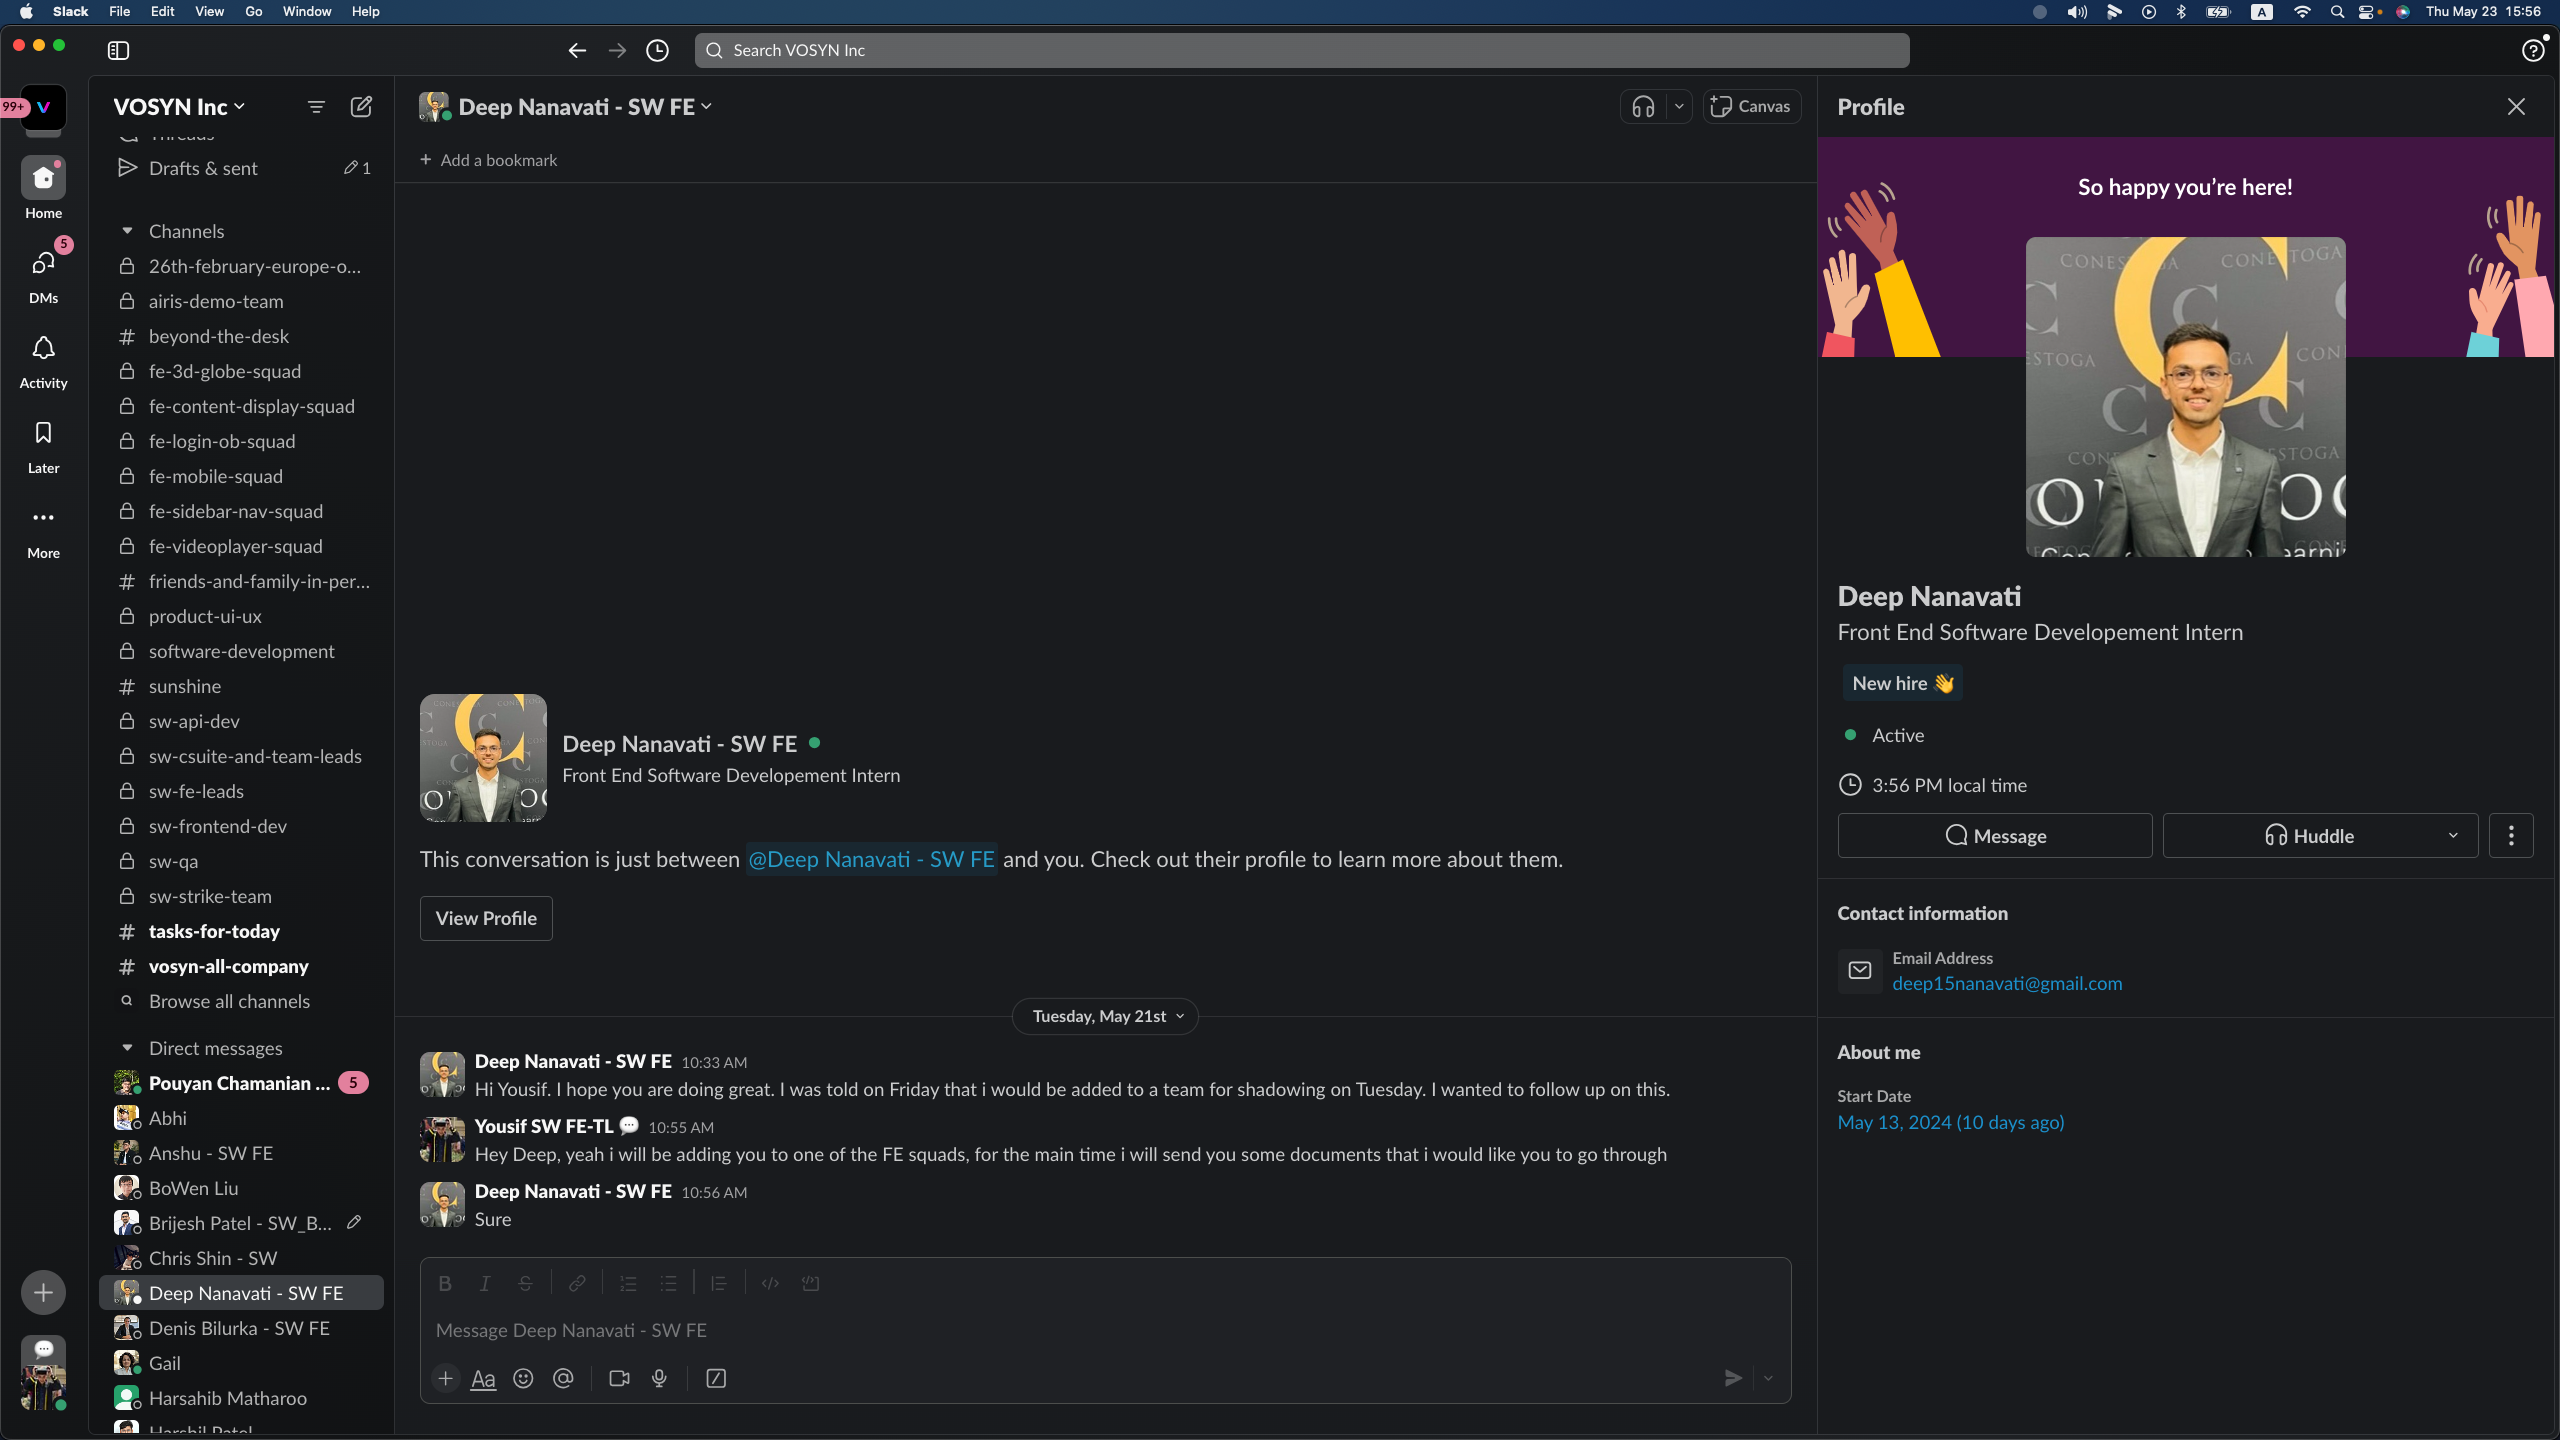 Slack File Edit View Go Window Help
A
Thu May 23 15:56
Search VOSYN Inc
99+
Home
5
DMs
Activity
Later
More
VOSYN Inc
Threads
Drafts & sent 1
Channels
26th-february-europe-o...
airis-demo-team
beyond-the-desk
fe-3d-globe-squad
fe-content-display-squad
fe-login-ob-squad
fe-mobile-squad
fe-sidebar-nav-squad
fe-videoplayer-squad
friends-and-family-in-per...
product-ui-ux
software-development
sunshine
sw-api-dev
sw-csuite-and-team-leads
sw-fe-leads
sw-frontend-dev
sw-qa
sw-strike-team
tasks-for-today
vosyn-all-company
Browse all channels
Direct messages
Pouyan Chamanian ... 5
Abhi
Anshu - SW FE
BoWen Liu
Brijesh Patel - SW_B...
Chris Shin - SW
Deep Nanavati - SW FE
Denis Bilurka - SW FE
Gail
Harsahib Matharoo
Harshil Patel
Deep Nanavati - SW FE
Canvas
+ Add a bookmark
Deep Nanavati - SW FE
Front End Software Developement Intern
This conversation is just between @Deep Nanavati - SW FE and you. Check out their profile to learn more about them.
View Profile
Tuesday, May 21st
Deep Nanavati - SW FE 10:33 AM
Hi Yousif. I hope you are doing great. I was told on Friday that i would be added to a team for shadowing on Tuesday. I wanted to follow up on this.
Yousif SW FE-TL 💬 10:55 AM
Hey Deep, yeah i will be adding you to one of the FE squads, for the main time i will send you some documents that i would like you to go through
Deep Nanavati - SW FE 10:56 AM
Sure
B I S
Message Deep Nanavati - SW FE
Aa
Profile
So happy you’re here!
CONESTOGA CONESTOGA
Deep Nanavati
Front End Software Developement Intern
New hire 👋
Active
3:56 PM local time
Message
Huddle
Contact information
Email Address
deep15nanavati@gmail.com
About me
Start Date
May 13, 2024 (10 days ago)